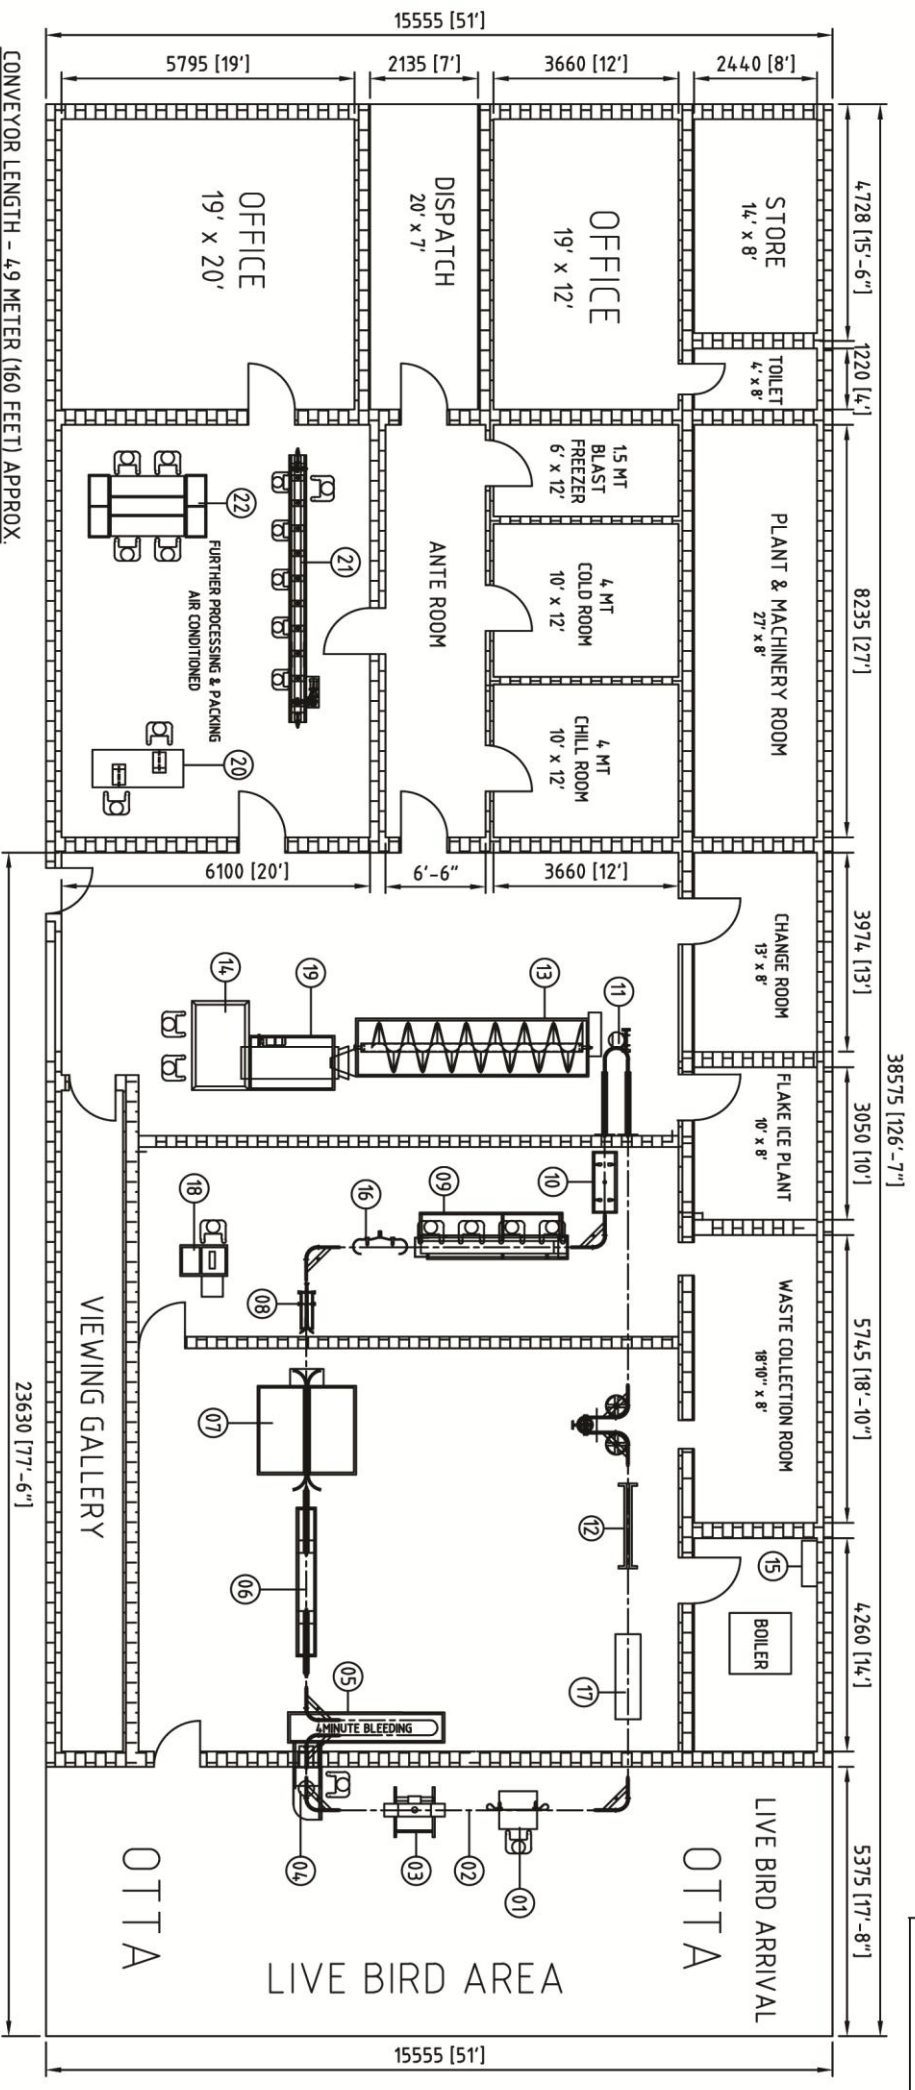 15555 [51']
5795 [19']
2135 [7']
3660 [12']
2440 [8']
38575 [126'-7"]
4728 [15'-6"]
1220 [4']
8235 [27']
3974 [13']
3050 [10']
5745 [18'-10"]
4260 [14']
5375 [17'-8"]
STORE
14' x 8'
TOILET
4' x 8'
PLANT & MACHINERY ROOM
27' x 8'
CHANGE ROOM
13' x 8'
FLAKE ICE PLANT
10' x 8'
WASTE COLLECTION ROOM
18'10" x 8'
15
BOILER
LIVE BIRD ARRIVAL
OFFICE
19' x 12'
1.5 MT
BLAST
FREEZER
6' x 12'
4 MT
COLD ROOM
10' x 12'
4 MT
CHILL ROOM
10' x 12'
3660 [12']
11
13
10
12
17
OTTA
DISPATCH
20' x 7'
ANTE ROOM
6'-6"
09
16
01
02
03
OFFICE
19' x 20'
21
22
FURTHER PROCESSING & PACKING
AIR CONDITIONED
20
6100 [20']
19
14
18
08
07
06
05
4MINUTE BLEEDING
04
LIVE BIRD AREA
OTTA
VIEWING GALLERY
23630 [77'-6"]
15555 [51']
CONVEYOR LENGTH - 49 METER (160 FEET) APPROX.